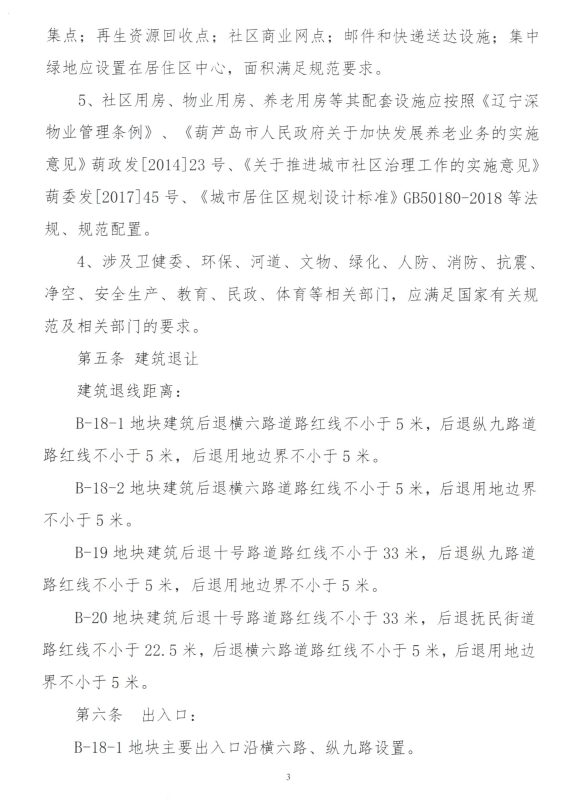 集点；再生资源回收点；社区商业网点；邮件和快递送达设施；集中
绿地应设置在居住区中心，面积满足规范要求。
5、社区用房、物业用房、养老用房等其配套设施应按照《辽宁深
物业管理条例》、《葫芦岛市人民政府关于加快发展养老业务的实施
意见》葫政发[2014]23 号、《关于推进城市社区治理工作的实施意见》
葫委发[2017]45 号、《城市居住区规划设计标准》GB50180-2018 等法
规、规范配置。
4、涉及卫健委、环保、河道、文物、绿化、人防、消防、抗震、
净空、安全生产、教育、民政、体育等相关部门，应满足国家有关规
范及相关部门的要求。
第五条 建筑退让
建筑退线距离：
B-18-1 地块建筑后退横六路道路红线不小于 5 米，后退纵九路道
路红线不小于 5 米，后退用地边界不小于 5 米。
B-18-2 地块建筑后退横六路道路红线不小于 5 米，后退用地边界
不小于 5 米。
B-19 地块建筑后退十号路道路红线不小于 33 米，后退纵九路道
路红线不小于 5 米，后退用地边界不小于 5 米。
B-20 地块建筑后退十号路道路红线不小于 33 米，后退抚民街道
路红线不小于 22.5 米，后退横六路道路红线不小于 5 米，后退用地边
界不小于 5 米。
第六条 出入口：
B-18-1 地块主要出入口沿横六路、纵九路设置。
3